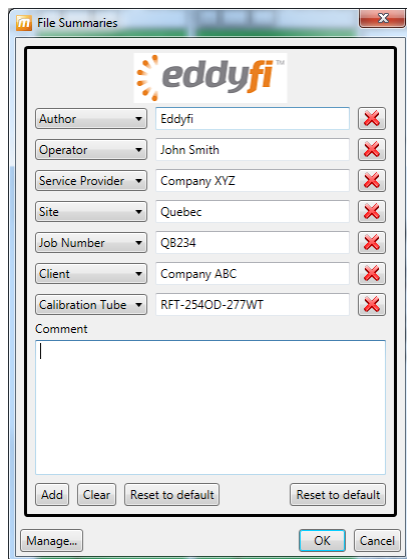 File Summaries
eddyfi™
Author Eddyfi
Operator John Smith
Service Provider Company XYZ
Site Quebec
Job Number QB234
Client Company ABC
Calibration Tube RFT-254OD-277WT
Comment
Add Clear Reset to default Reset to default
Manage... OK Cancel